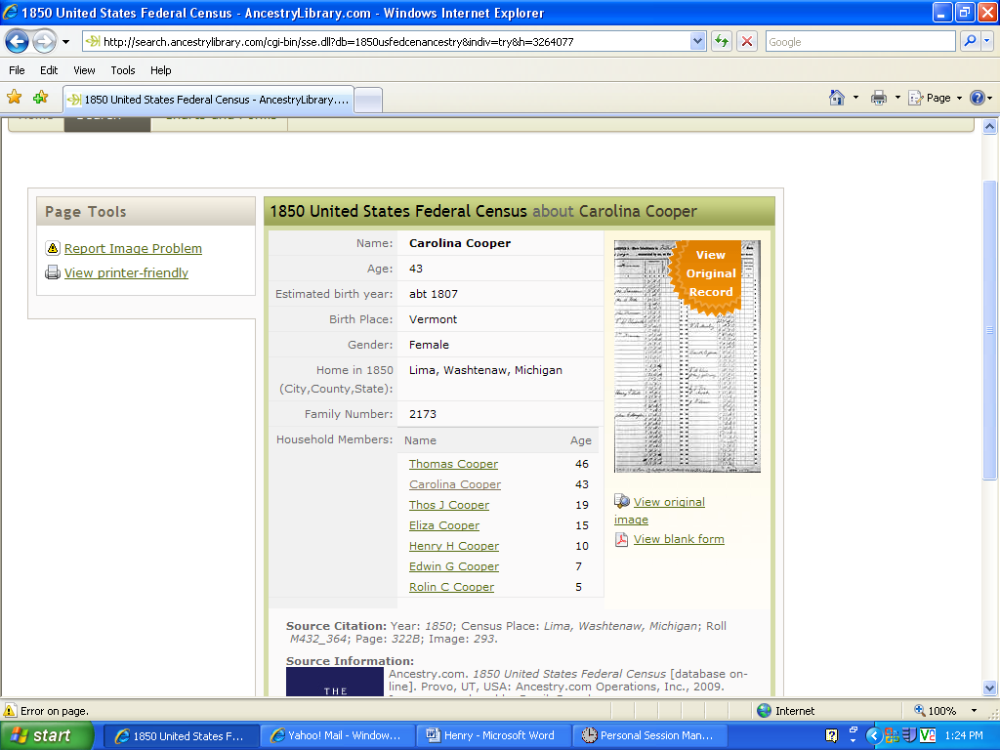 1850 United States Federal Census - AncestryLibrary.com - Windows Internet Explorer
http://search.ancestrylibrary.com/cgi-bin/sse.dll?db=1850usfedcenancestry&indiv=try&h=3264077
Google
File Edit View Tools Help
1850 United States Federal Census - AncestryLibrary....
Page
Home Search Charts and Forms
Page Tools
Report Image Problem
View printer-friendly
1850 United States Federal Census about Carolina Cooper
Name: Carolina Cooper
Age: 43
Estimated birth year: abt 1807
Birth Place: Vermont
Gender: Female
Home in 1850 Lima, Washtenaw, Michigan
(City,County,State):
Family Number: 2173
Household Members: Name Age
Thomas Cooper 46
Carolina Cooper 43
Thos J Cooper 19
Eliza Cooper 15
Henry H Cooper 10
Edwin G Cooper 7
Rolin C Cooper 5
View
Original
Record
View original
image
View blank form
Source Citation: Year: 1850; Census Place: Lima, Washtenaw, Michigan; Roll
M432_364; Page: 322B; Image: 293.
Source Information:
THE
Ancestry.com. 1850 United States Federal Census [database on-
line]. Provo, UT, USA: Ancestry.com Operations, Inc., 2009.
Error on page.
Internet
100%
start
1850 United States F...
Yahoo! Mail - Window...
Henry - Microsoft Word
Personal Session Man...
1:24 PM